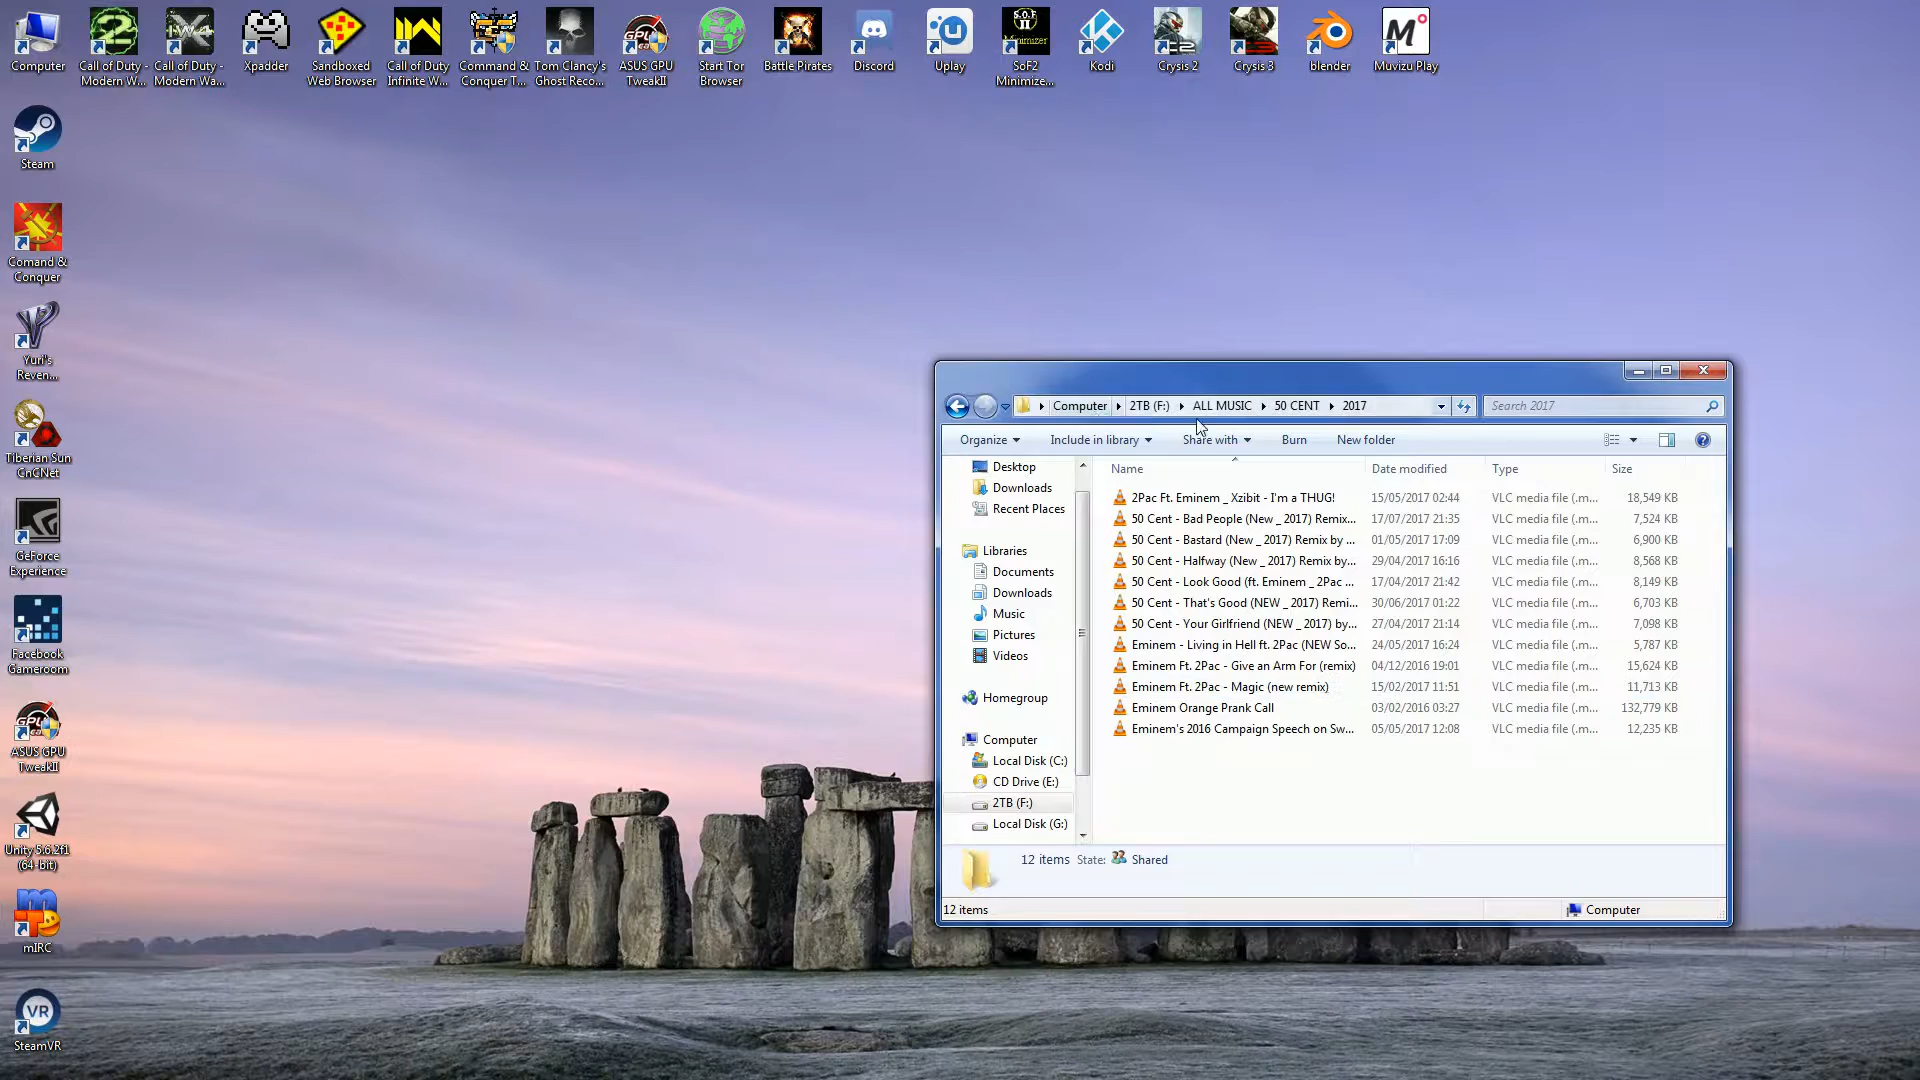 Computer
Call of Duty -
Modern W...
Call of Duty -
Modern Wa...
Xpadder
Sandboxed
Web Browser
Call of Duty
Infinite W...
Command &
Conquer T...
Tom Clancy's
Ghost Reco...
ASUS GPU
TweakII
Start Tor
Browser
Battle Pirates
Discord
Uplay
S.O.F
II
Minimizer
SoF2
Minimize...
Kodi
Crysis 2
Crysis 3
blender
Muvizu Play
Steam
Comand &
Conquer
Yuri's
Reven...
Tiberian Sun
CnCNet
GeForce
Experience
Facebook
Gameroom
ASUS GPU
TweakII
Unity 5.6.2f1
(64-bit)
mIRC
VR
SteamVR
Computer 2TB (F:) ALL MUSIC 50 CENT 2017
Search 2017
Organize Include in library Share with Burn New folder
Desktop
Downloads
Recent Places
Libraries
Documents
Downloads
Music
Pictures
Videos
Homegroup
Computer
Local Disk (C:)
CD Drive (E:)
2TB (F:)
Local Disk (G:)
Name Date modified Type Size
2Pac Ft. Eminem _ Xzibit - I'm a THUG! 15/05/2017 02:44 VLC media file (.m... 18,549 KB
50 Cent - Bad People (New _ 2017) Remix... 17/07/2017 21:35 VLC media file (.m... 7,524 KB
50 Cent - Bastard (New _ 2017) Remix by ... 01/05/2017 17:09 VLC media file (.m... 6,900 KB
50 Cent - Halfway (New _ 2017) Remix by... 29/04/2017 16:16 VLC media file (.m... 8,568 KB
50 Cent - Look Good (ft. Eminem _ 2Pac ... 17/04/2017 21:42 VLC media file (.m... 8,149 KB
50 Cent - That's Good (NEW _ 2017) Remi... 30/06/2017 01:22 VLC media file (.m... 6,703 KB
50 Cent - Your Girlfriend (NEW _ 2017) by... 27/04/2017 21:14 VLC media file (.m... 7,098 KB
Eminem - Living in Hell ft. 2Pac (NEW So... 24/05/2017 16:24 VLC media file (.m... 5,787 KB
Eminem Ft. 2Pac - Give an Arm For (remix) 04/12/2016 19:01 VLC media file (.m... 15,624 KB
Eminem Ft. 2Pac - Magic (new remix) 15/02/2017 11:51 VLC media file (.m... 11,713 KB
Eminem Orange Prank Call 03/02/2016 03:27 VLC media file (.m... 132,779 KB
Eminem's 2016 Campaign Speech on Sw... 05/05/2017 12:08 VLC media file (.m... 12,235 KB
12 items State: Shared
12 items
Computer